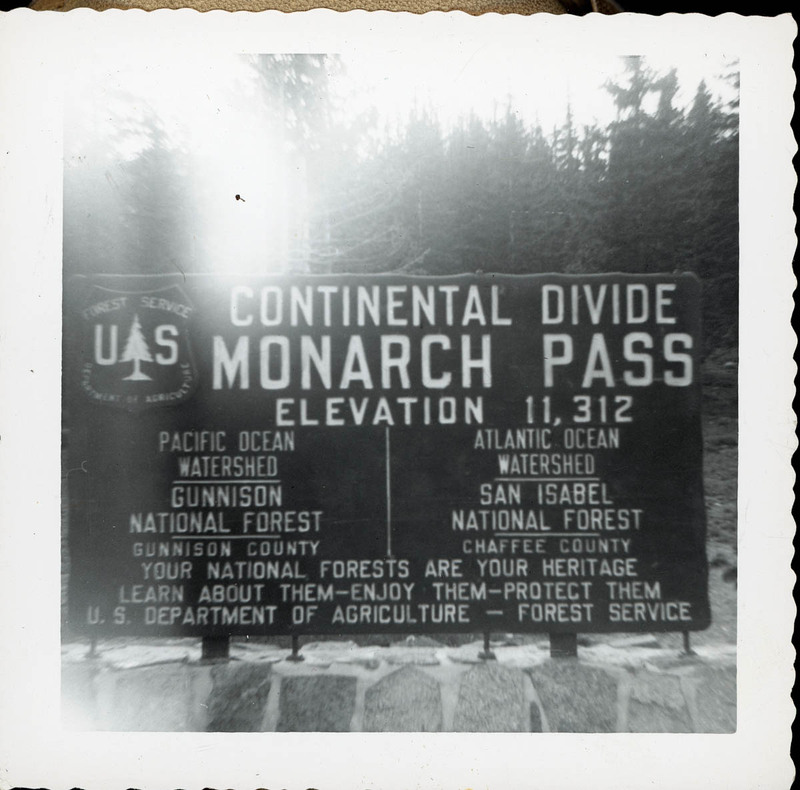 FOREST SERVICE
U S
DEPARTMENT OF AGRICULTURE
CONTINENTAL DIVIDE
MONARCH PASS
ELEVATION 11,312
PACIFIC OCEAN
WATERSHED
GUNNISON
NATIONAL FOREST
GUNNISON COUNTY
ATLANTIC OCEAN
WATERSHED
SAN ISABEL
NATIONAL FOREST
CHAFFEE COUNTY
YOUR NATIONAL FORESTS ARE YOUR HERITAGE
LEARN ABOUT THEM—ENJOY THEM—PROTECT THEM
U. S. DEPARTMENT OF AGRICULTURE — FOREST SERVICE